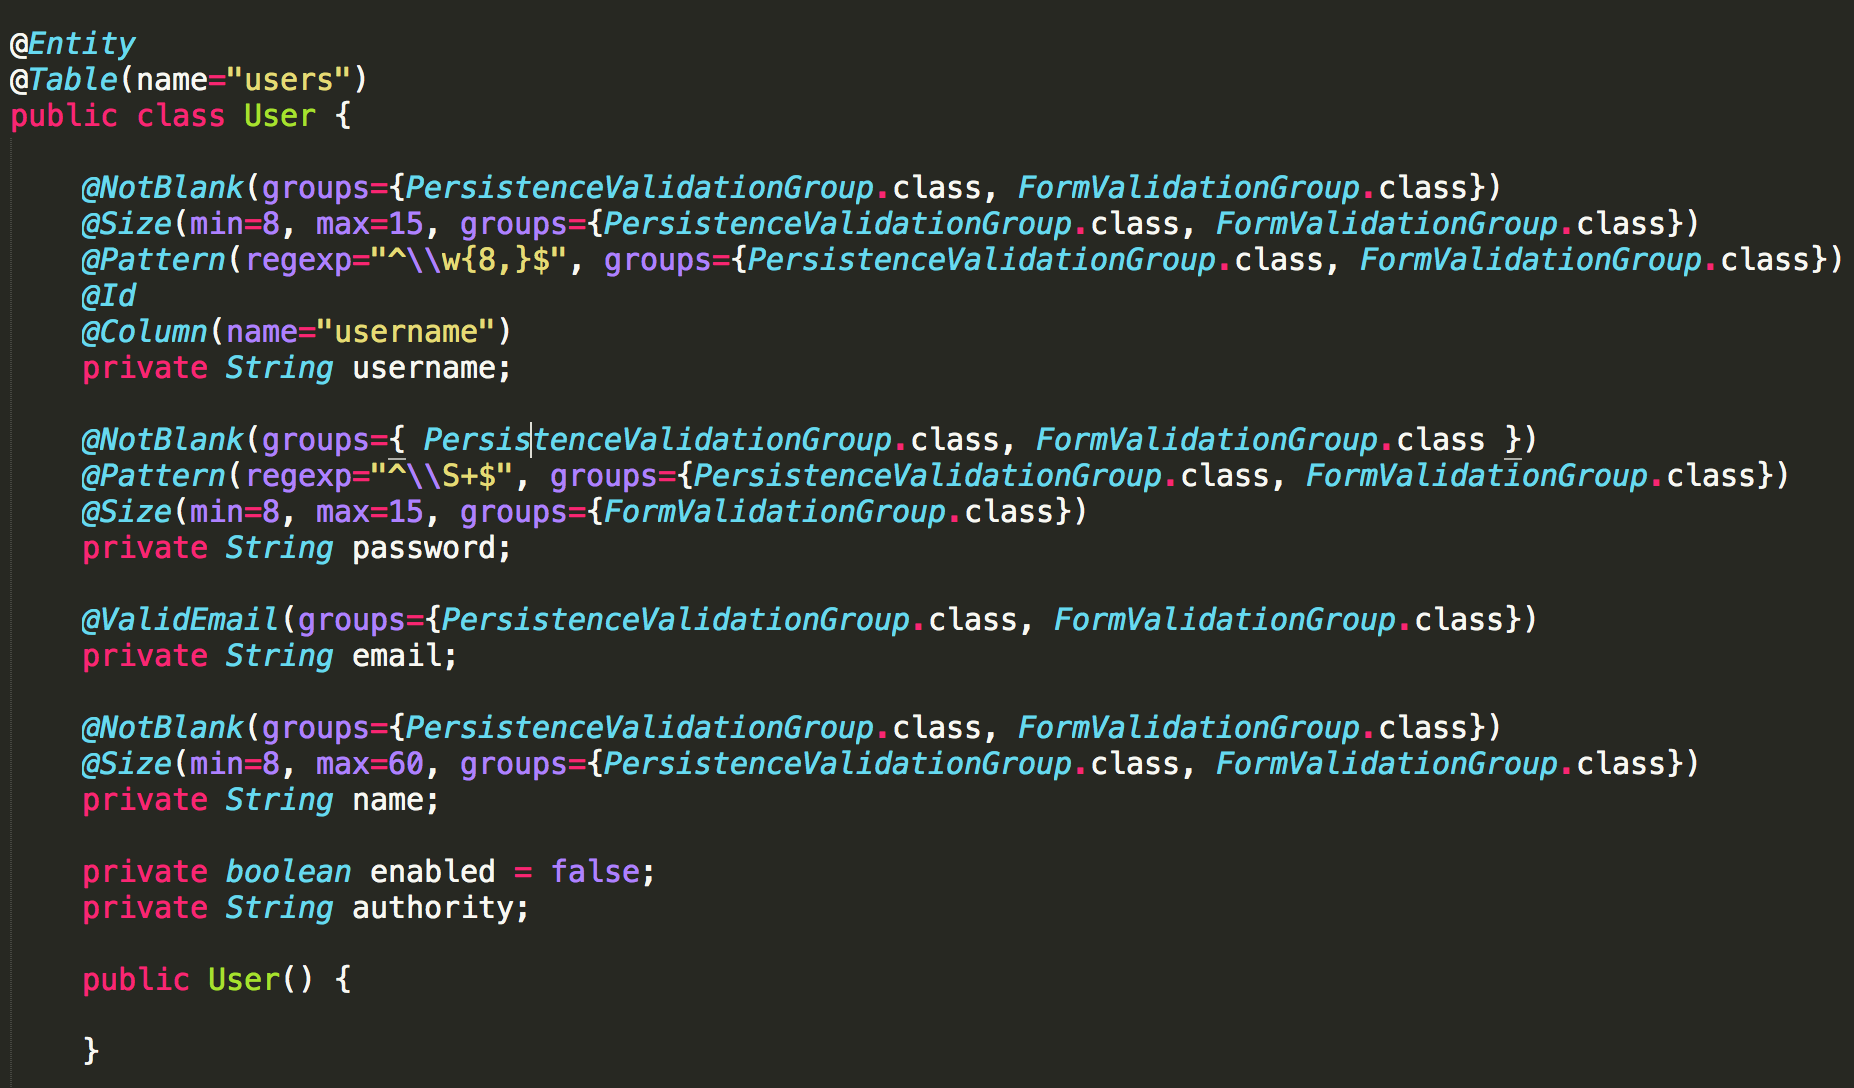 @Entity
@Table(name="users")
public class User {
@NotBlank(groups={PersistenceValidationGroup.class, FormValidationGroup.class})
@Size(min=8, max=15, groups={PersistenceValidationGroup.class, FormValidationGroup.class})
@Pattern(regexp="^\\w{8,}$", groups={PersistenceValidationGroup.class, FormValidationGroup.class})
@Id
@Column(name="username")
private String username;
@NotBlank(groups={ PersistenceValidationGroup.class, FormValidationGroup.class })
@Pattern(regexp="^\\S+$", groups={PersistenceValidationGroup.class, FormValidationGroup.class})
@Size(min=8, max=15, groups={FormValidationGroup.class})
private String password;
@ValidEmail(groups={PersistenceValidationGroup.class, FormValidationGroup.class})
private String email;
@NotBlank(groups={PersistenceValidationGroup.class, FormValidationGroup.class})
@Size(min=8, max=60, groups={PersistenceValidationGroup.class, FormValidationGroup.class})
private String name;
private boolean enabled = false;
private String authority;
public User() {
}